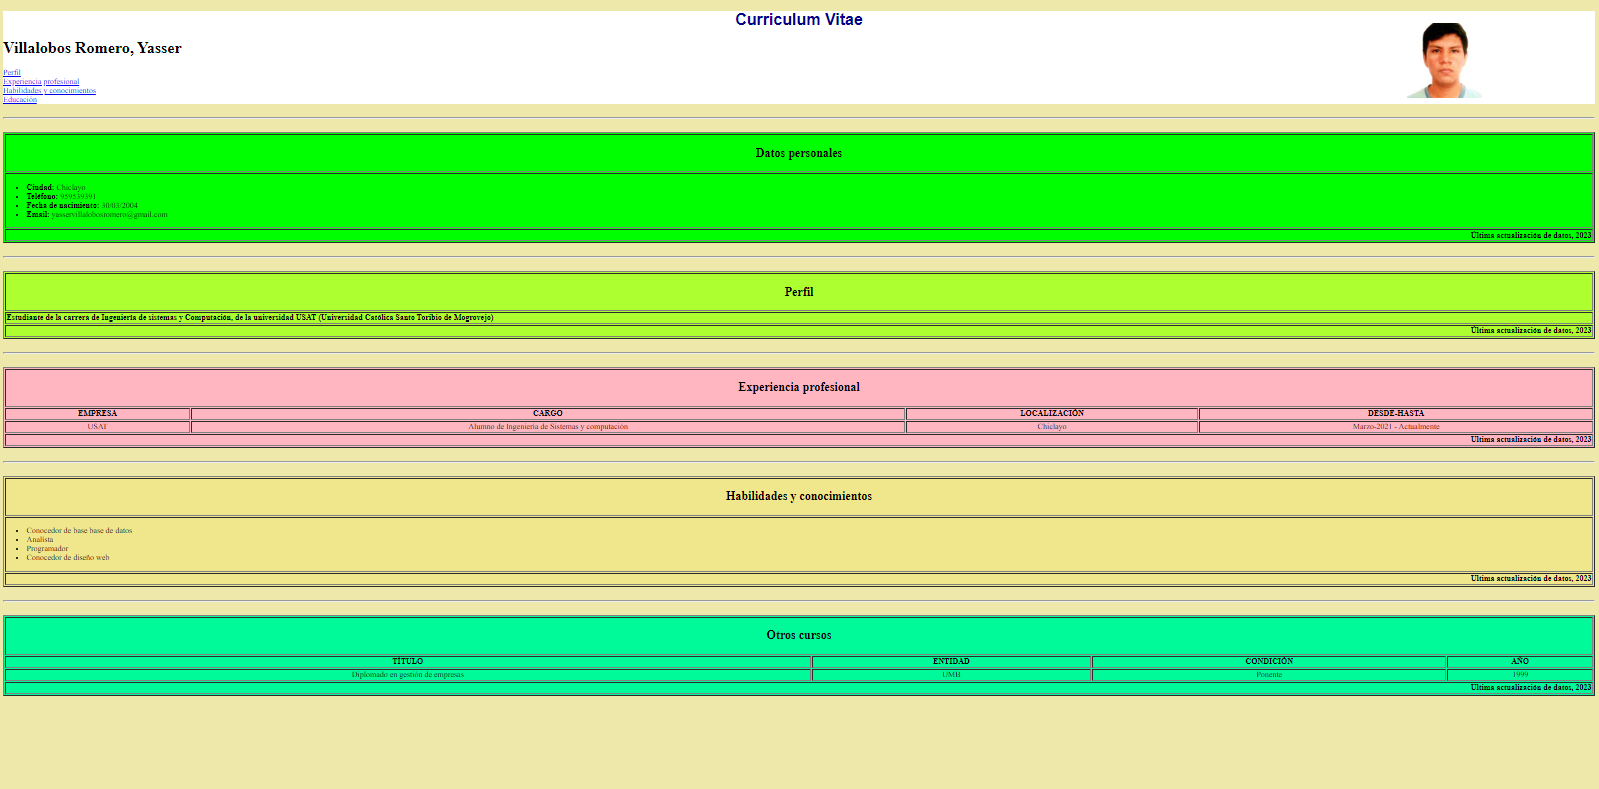 Curriculum Vitae
Villalobos Romero, Yasser
Perfil
Experiencia profesional
Habilidades y conocimientos
Educación
Datos personales
Ciudad: Chiclayo
Teléfono: 959539391
Fecha de nacimiento: 30/03/2004
Email: yasservillalobosromero@gmail.com
Última actualización de datos, 2023
Perfil
Estudiante de la carrera de Ingeniería de sistemas y Computación, de la universidad USAT (Universidad Católica Santo Toribio de Mogrovejo)
Última actualización de datos, 2023
Experiencia profesional
EMPRESA CARGO LOCALIZACIÓN DESDE-HASTA
USAT Alumno de Ingeniería de Sistemas y computación Chiclayo Marzo-2021 - Actualmente
Última actualización de datos, 2023
Habilidades y conocimientos
Conocedor de base base de datos
Analista
Programador
Conocedor de diseño web
Última actualización de datos, 2023
Otros cursos
TÍTULO ENTIDAD CONDICIÓN AÑO
Diplomado en gestión de empresas UMB Ponente 1999
Última actualización de datos, 2023